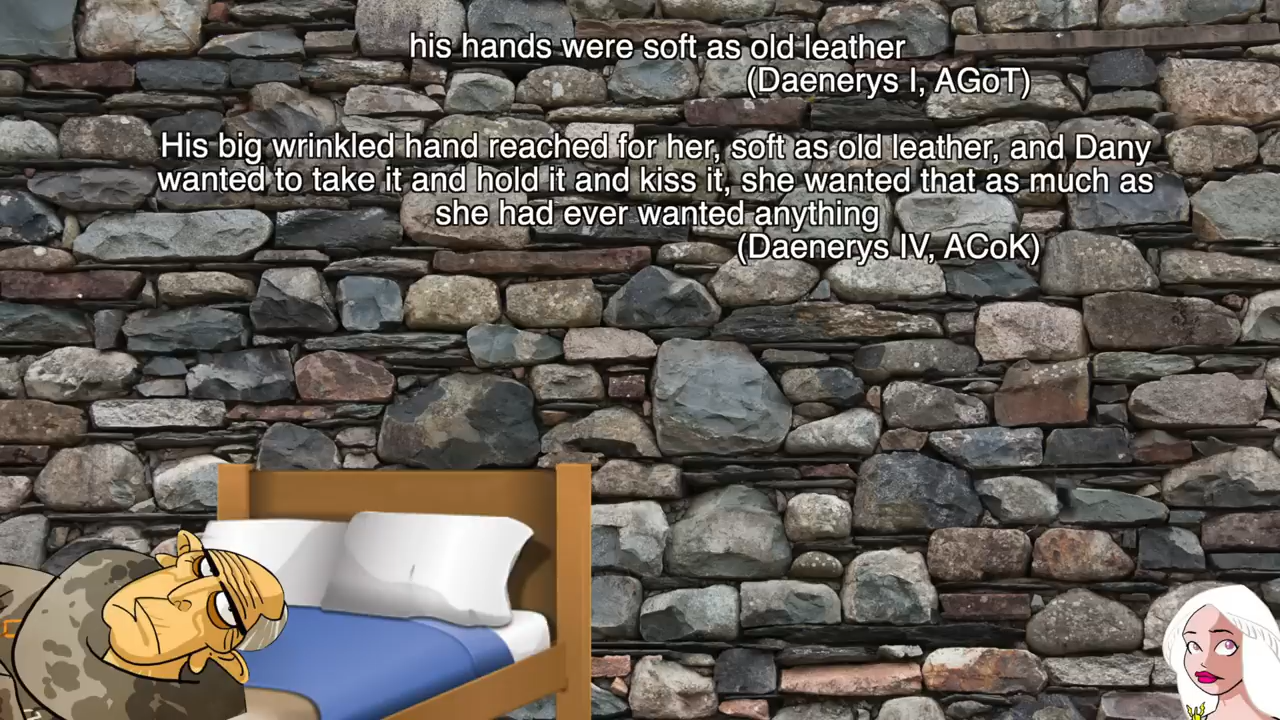 his hands were soft as old leather
(Daenerys I, AGoT)
His big wrinkled hand reached for her, soft as old leather, and Dany
wanted to take it and hold it and kiss it, she wanted that as much as
she had ever wanted anything
(Daenerys IV, ACoK)